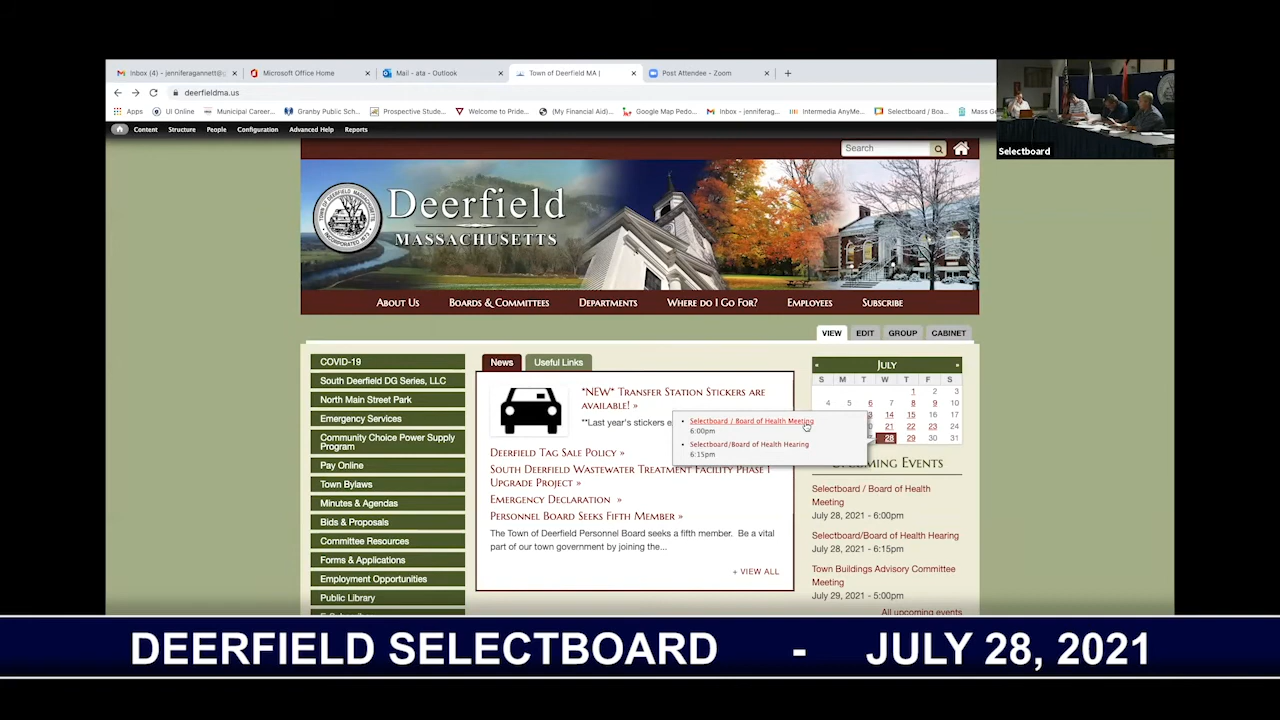 Inbox (4) - jenniferagannett@g
Microsoft Office Home
Mail - ata - Outlook
Town of Deerfield MA |
Post Attendee - Zoom
deerfieldma.us
Apps
UI Online
Municipal Career...
Granby Public Sch...
Prospective Stude...
Welcome to Pride...
(My Financial Aid)...
Google Map Pedo...
Inbox - jenniferag...
Intermedia AnyMe...
Selectboard / Boa...
Mass G
Content
Structure
People
Configuration
Advanced Help
Reports
Selectboard
Search
Deerfield
MASSACHUSETTS
About Us
Boards & Committees
Departments
Where do I Go For?
Employees
Subscribe
VIEW
EDIT
GROUP
CABINET
COVID-19
South Deerfield DG Series, LLC
North Main Street Park
Emergency Services
Community Choice Power Supply
Program
Pay Online
Town Bylaws
Minutes & Agendas
Bids & Proposals
Committee Resources
Forms & Applications
Employment Opportunities
Public Library
News
Useful Links
*NEW* Transfer Station Stickers are
available! »
**Last year's stickers e
Deerfield Tag Sale Policy »
South Deerfield Wastewater Treatment Facility Phase 1
Upgrade Project »
Emergency Declaration »
Personnel Board Seeks Fifth Member »
The Town of Deerfield Personnel Board seeks a fifth member. Be a vital
part of our town government by joining the...
+ VIEW ALL
Selectboard / Board of Health Meeting
6:00pm
Selectboard/Board of Health Hearing
6:15pm
« July »
S M T W T F S
1 2 3
4 5 6 8 9 10
14 15 16 17
21 22 23 24
28 29 30 31
Upcoming Events
Selectboard / Board of Health
Meeting
July 28, 2021 - 6:00pm
Selectboard/Board of Health Hearing
July 28, 2021 - 6:15pm
Town Buildings Advisory Committee
Meeting
July 29, 2021 - 5:00pm
All upcoming events
DEERFIELD SELECTBOARD - JULY 28, 2021